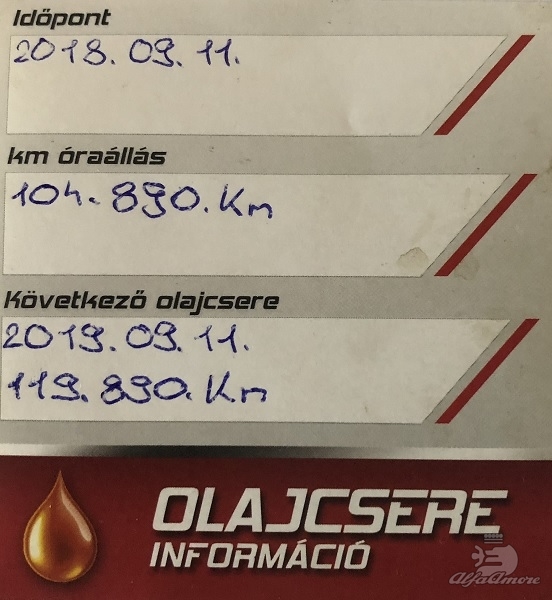 Időpont
2018. 09. 11.
km óraállás
104. 890. Km
Következő olajcsere
2019. 09. 11.
119. 890. Km
OLAJCSERE
INFORMÁCIÓ
AlfaAmore